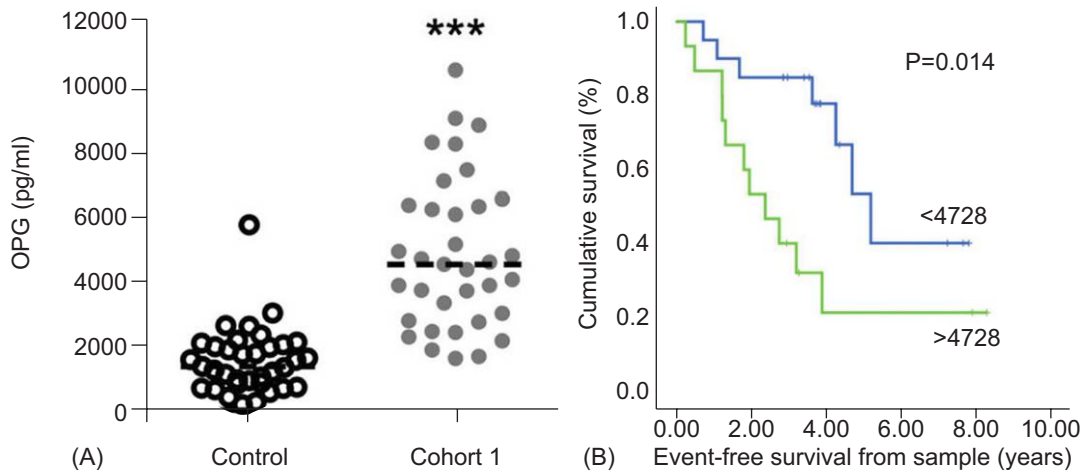 12000
10000
8000
6000
4000
2000
0
OPG (pg/ml)
***
Control
Cohort 1
(A)
1.0
0.8
0.6
0.4
0.2
0.0
Cumulative survival (%)
P=0.014
<4728
>4728
0.00 2.00 4.00 6.00 8.00 10.00
Event-free survival from sample (years)
(B)